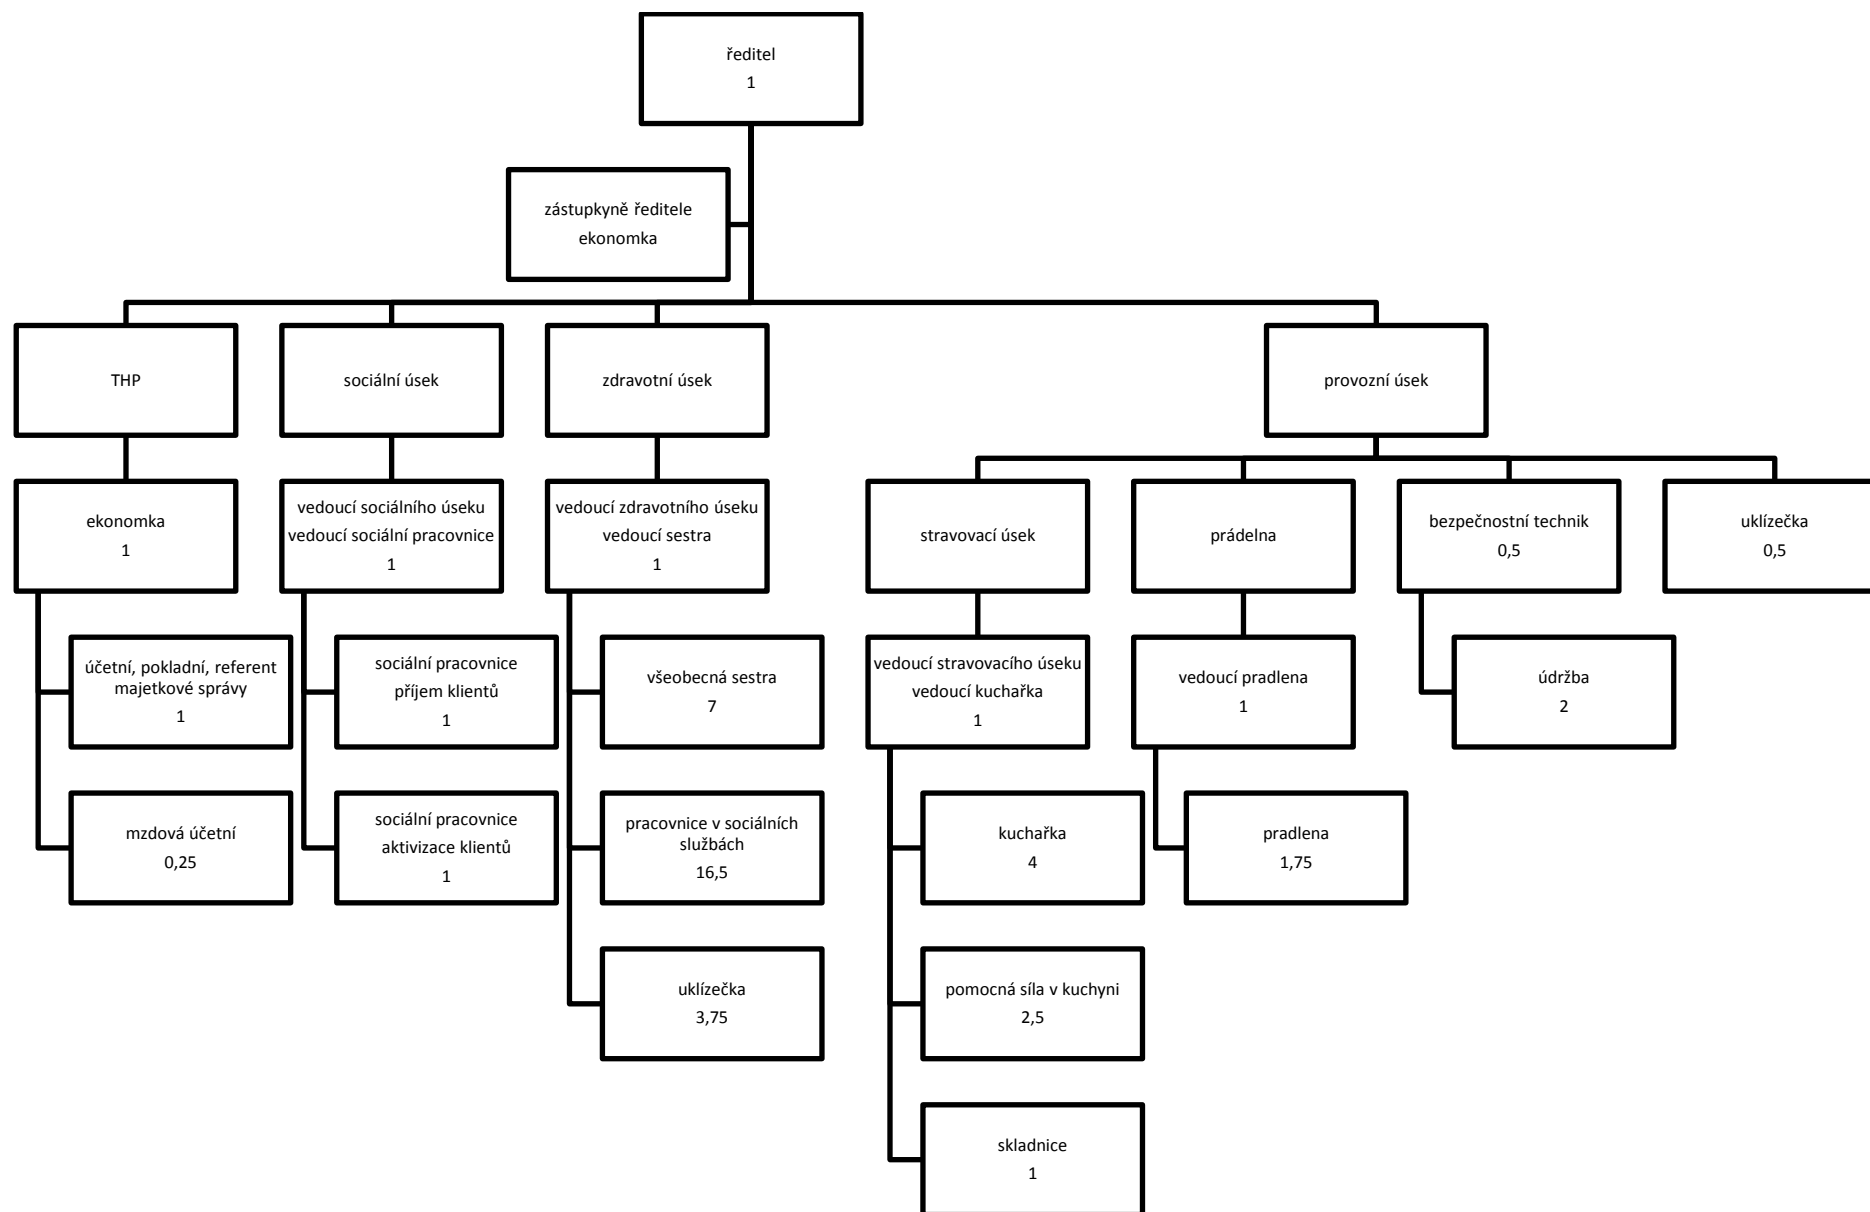 ředitel
1
zástupkyně ředitele
ekonomka
THP
sociální úsek
zdravotní úsek
provozní úsek
ekonomka
1
vedoucí sociálního úseku
vedoucí sociální pracovnice
1
vedoucí zdravotního úseku
vedoucí sestra
1
stravovací úsek
prádelna
bezpečnostní technik
0,5
uklízečka
0,5
účetní, pokladní, referent
majetkové správy
1
sociální pracovnice
příjem klientů
1
všeobecná sestra
7
vedoucí stravovacího úseku
vedoucí kuchařka
1
vedoucí pradlena
1
údržba
2
mzdová účetní
0,25
sociální pracovnice
aktivizace klientů
1
pracovnice v sociálních
službách
16,5
kuchařka
4
pradlena
1,75
uklízečka
3,75
pomocná síla v kuchyni
2,5
skladnice
1